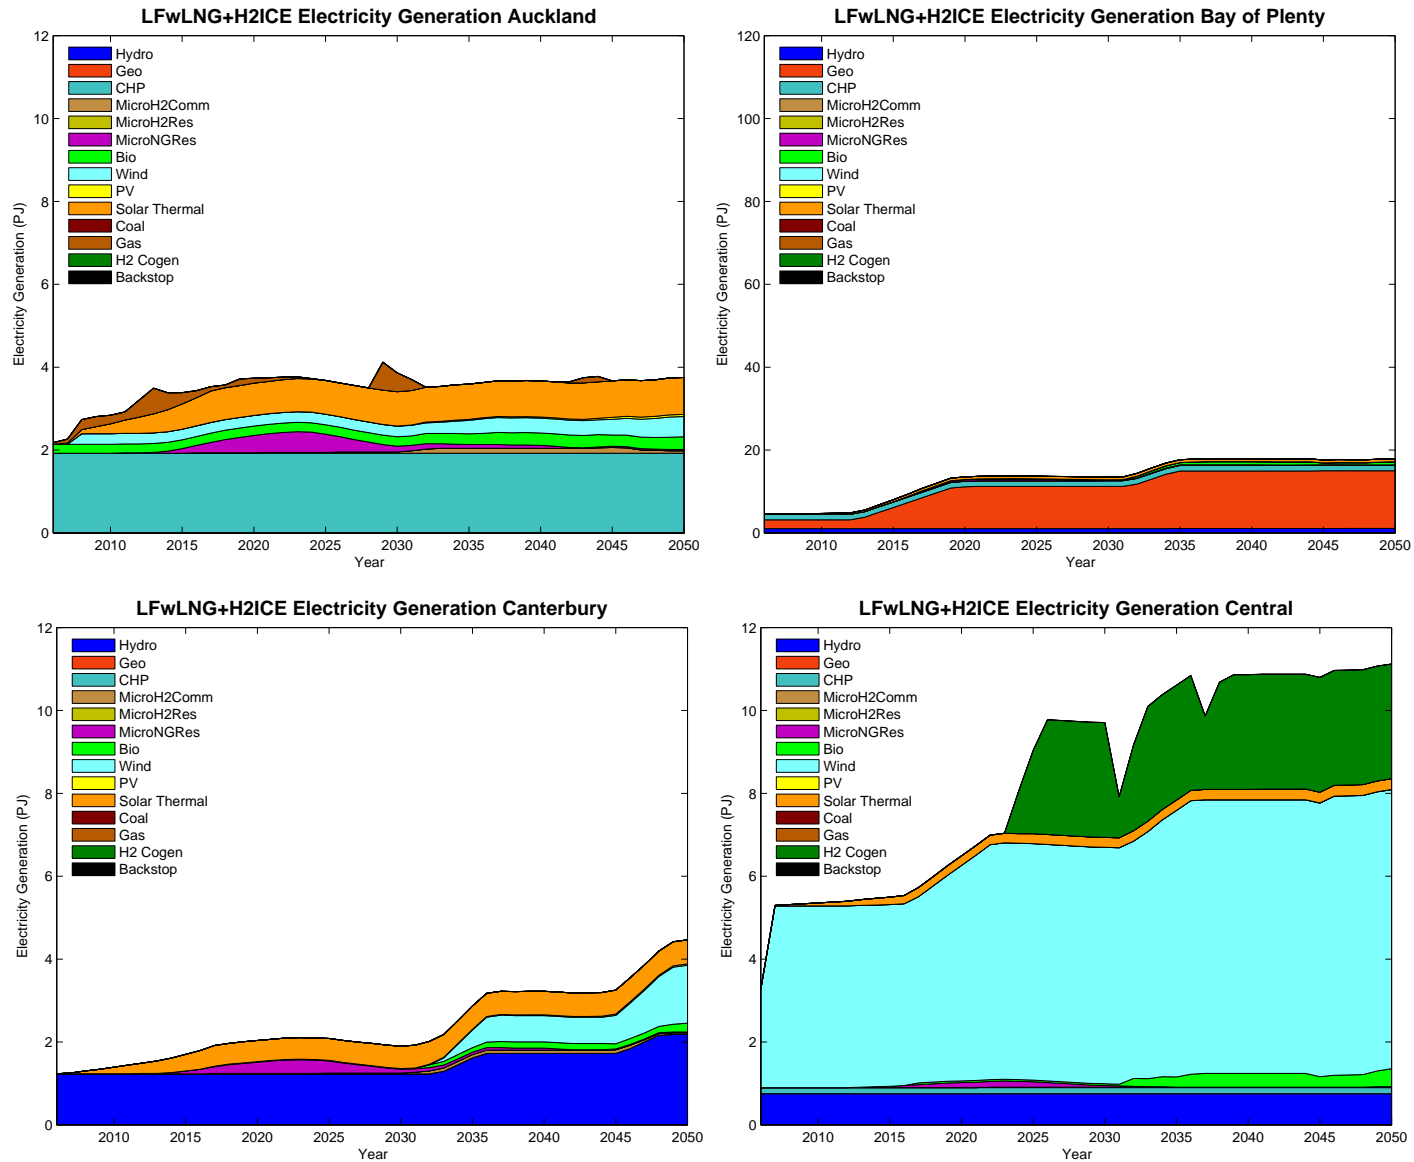 LFwLNG+H2ICE Electricity Generation Auckland
12
10
8
6
4
2
0
Electricity Generation (PJ)
Hydro
Geo
CHP
MicroH2Comm
MicroH2Res
MicroNGRes
Bio
Wind
PV
Solar Thermal
Coal
Gas
H2 Cogen
Backstop
2010 2015 2020 2025 2030 2035 2040 2045 2050
Year
LFwLNG+H2ICE Electricity Generation Bay of Plenty
120
100
80
60
40
20
0
Electricity Generation (PJ)
Hydro
Geo
CHP
MicroH2Comm
MicroH2Res
MicroNGRes
Bio
Wind
PV
Solar Thermal
Coal
Gas
H2 Cogen
Backstop
2010 2015 2020 2025 2030 2035 2040 2045 2050
Year
LFwLNG+H2ICE Electricity Generation Canterbury
12
10
8
6
4
2
0
Electricity Generation (PJ)
Hydro
Geo
CHP
MicroH2Comm
MicroH2Res
MicroNGRes
Bio
Wind
PV
Solar Thermal
Coal
Gas
H2 Cogen
Backstop
2010 2015 2020 2025 2030 2035 2040 2045 2050
Year
LFwLNG+H2ICE Electricity Generation Central
12
10
8
6
4
2
0
Electricity Generation (PJ)
Hydro
Geo
CHP
MicroH2Comm
MicroH2Res
MicroNGRes
Bio
Wind
PV
Solar Thermal
Coal
Gas
H2 Cogen
Backstop
2010 2015 2020 2025 2030 2035 2040 2045 2050
Year